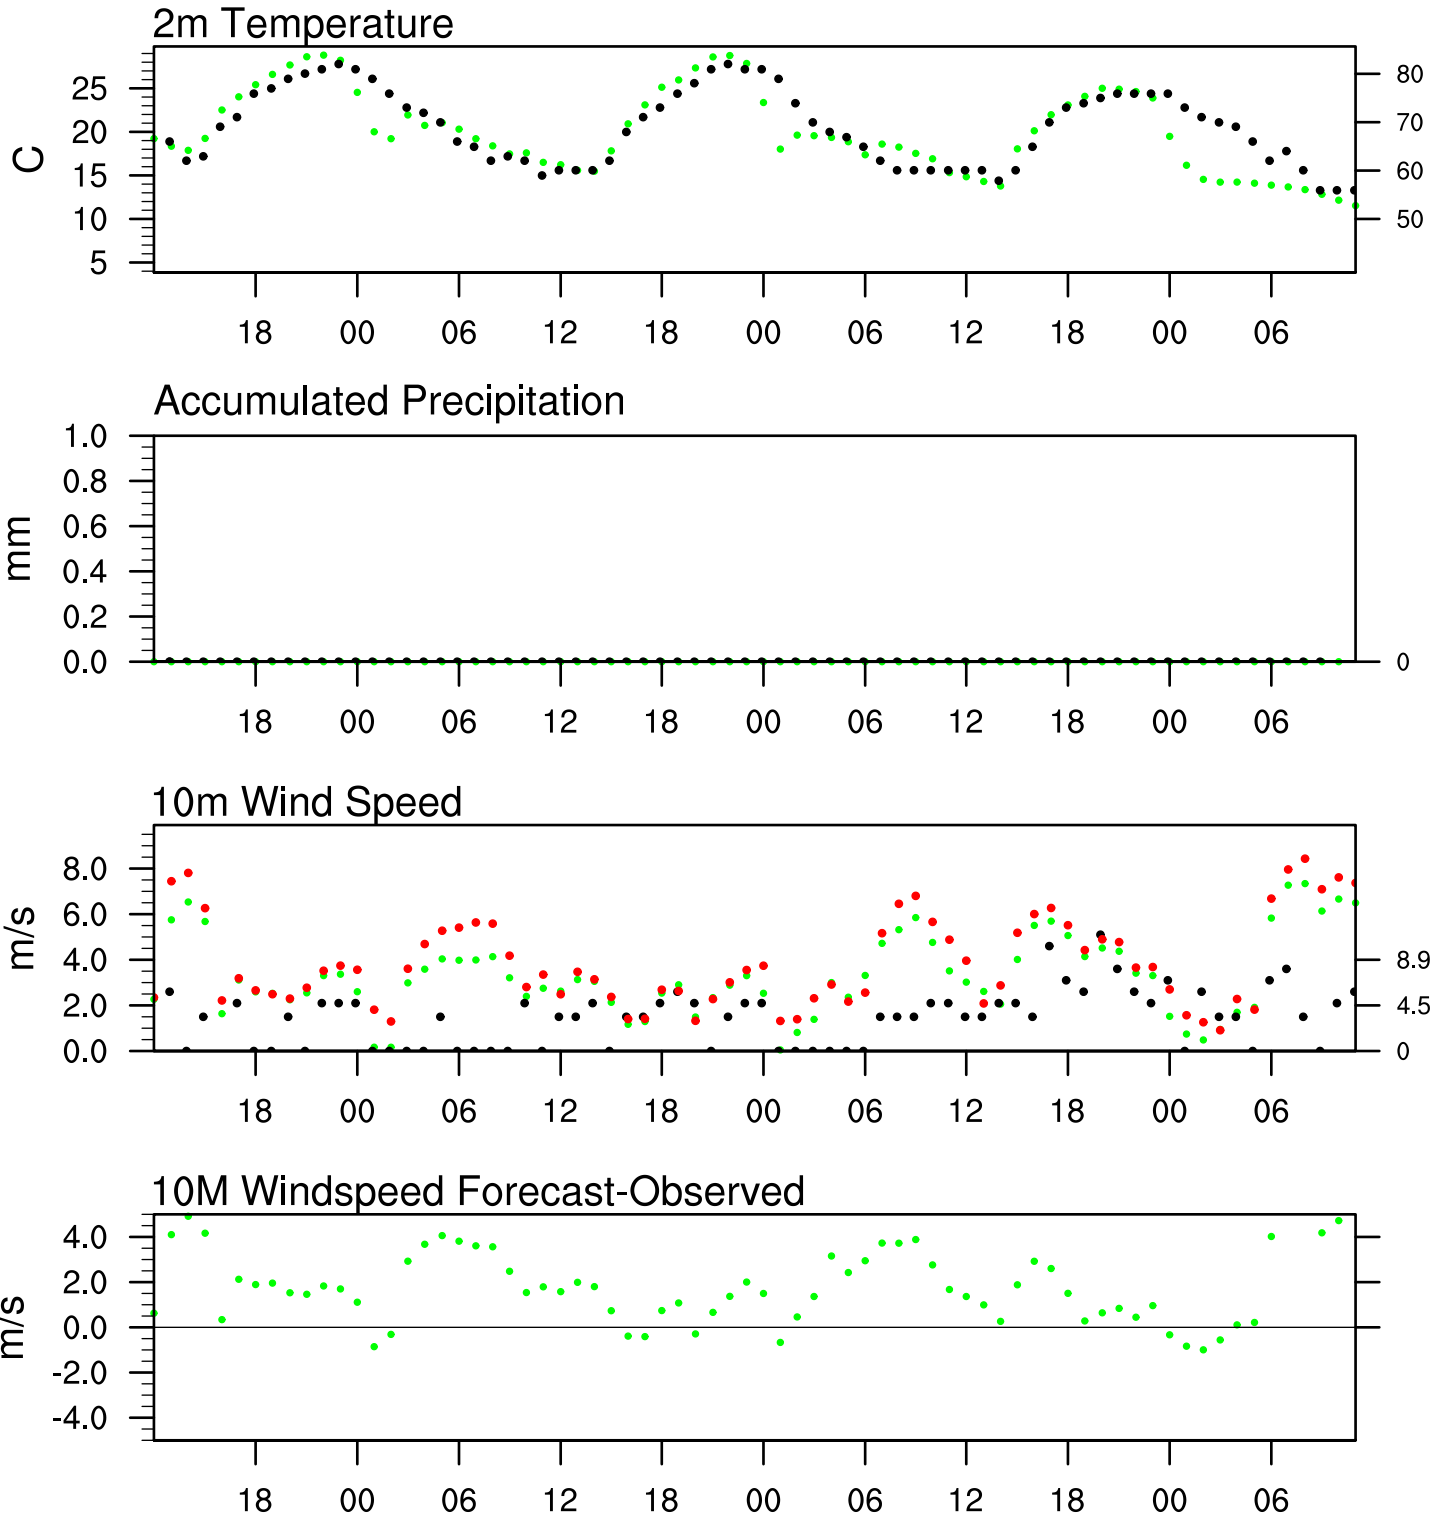 2m Temperature
25
20
15
10
5
C
80
70
60
50
18 00 06 12 18 00 06 12 18 00 06
Accumulated Precipitation
1.0
0.8
0.6
0.4
0.2
0.0
mm
0
18 00 06 12 18 00 06 12 18 00 06
10m Wind Speed
8.0
6.0
4.0
2.0
0.0
m/s
8.9
4.5
0
18 00 06 12 18 00 06 12 18 00 06
10M Windspeed Forecast-Observed
4.0
2.0
0.0
-2.0
-4.0
m/s
18 00 06 12 18 00 06 12 18 00 06